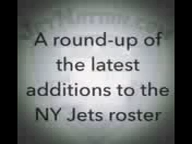 A round-up of
the latest
additions to the
NY Jets roster